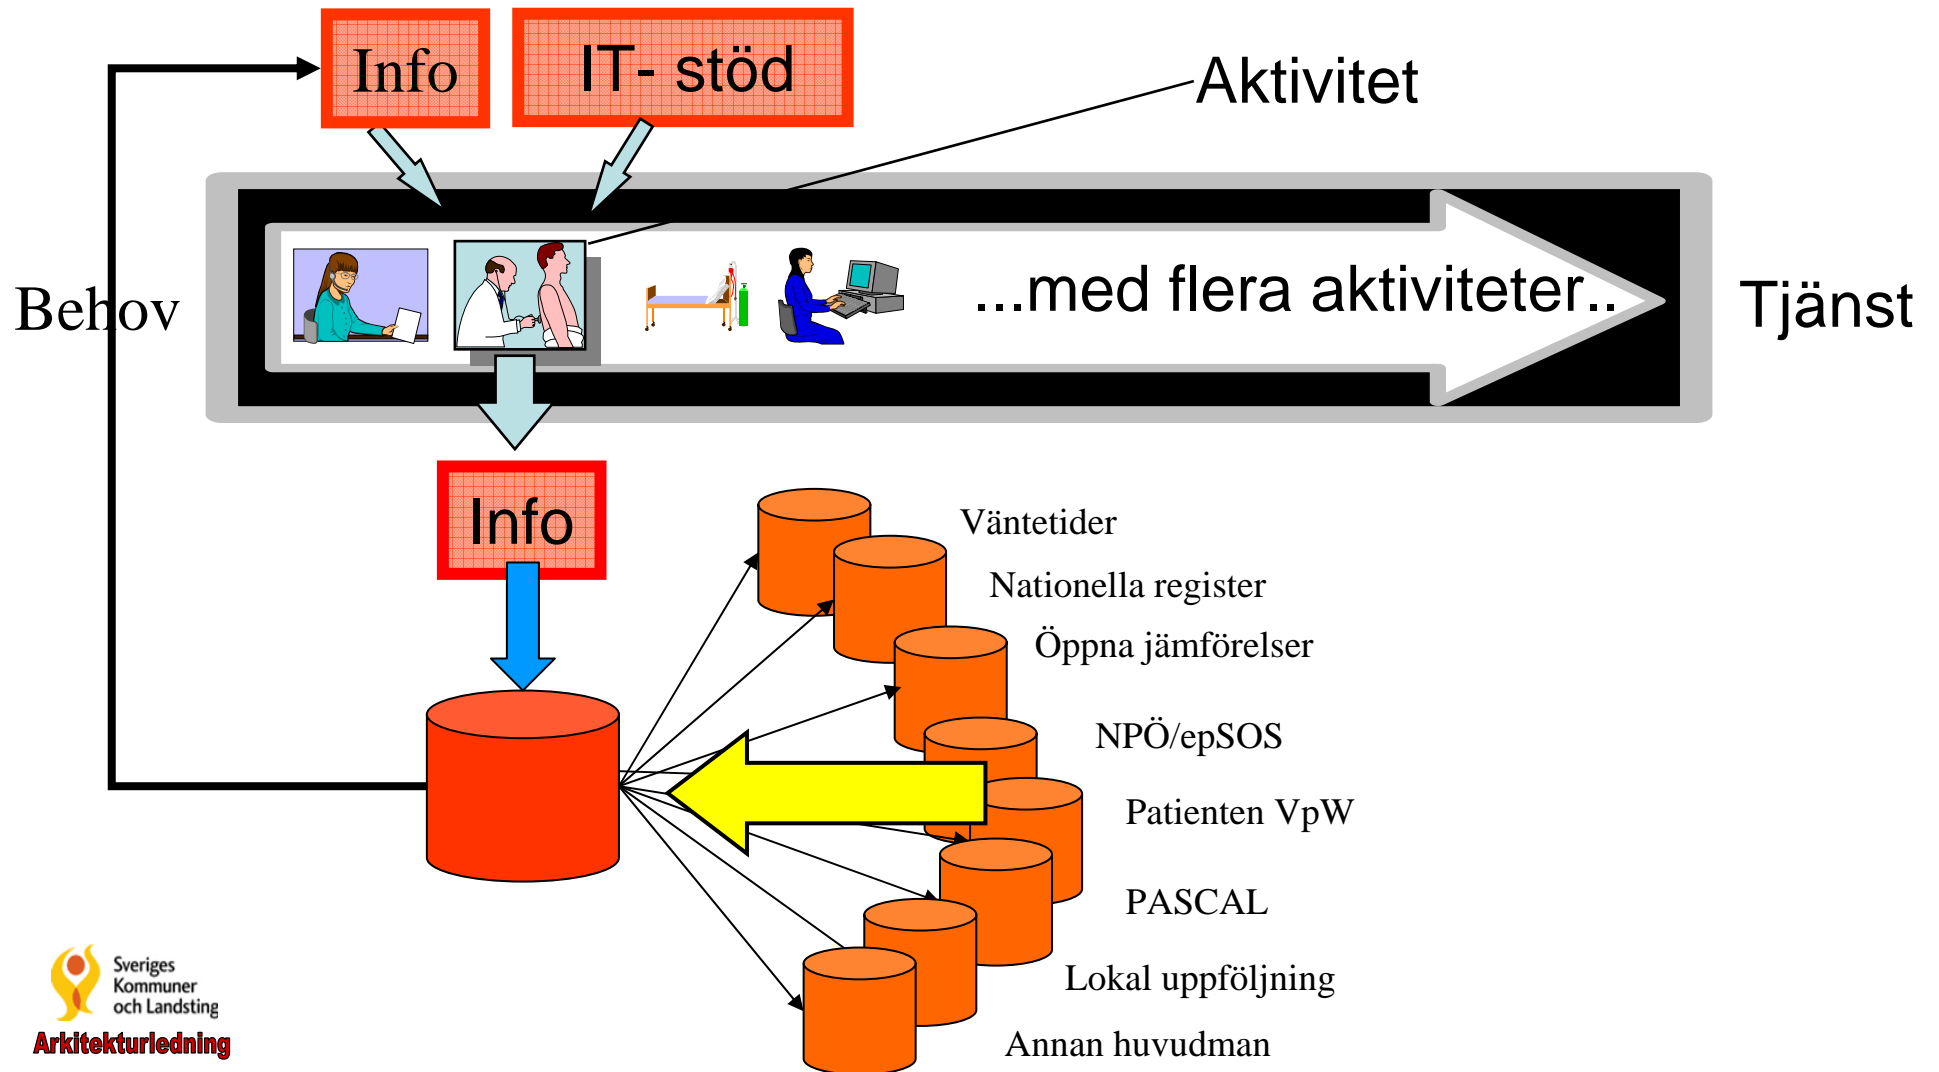 Info
IT- stöd
Aktivitet
Behov
...med flera aktiviteter..
Tjänst
Info
Väntetider
Nationella register
Öppna jämförelser
NPÖ/epSOS
Patienten VpW
PASCAL
Lokal uppföljning
Annan huvudman
Sveriges
Kommuner
och Landsting
Arkitekturledning